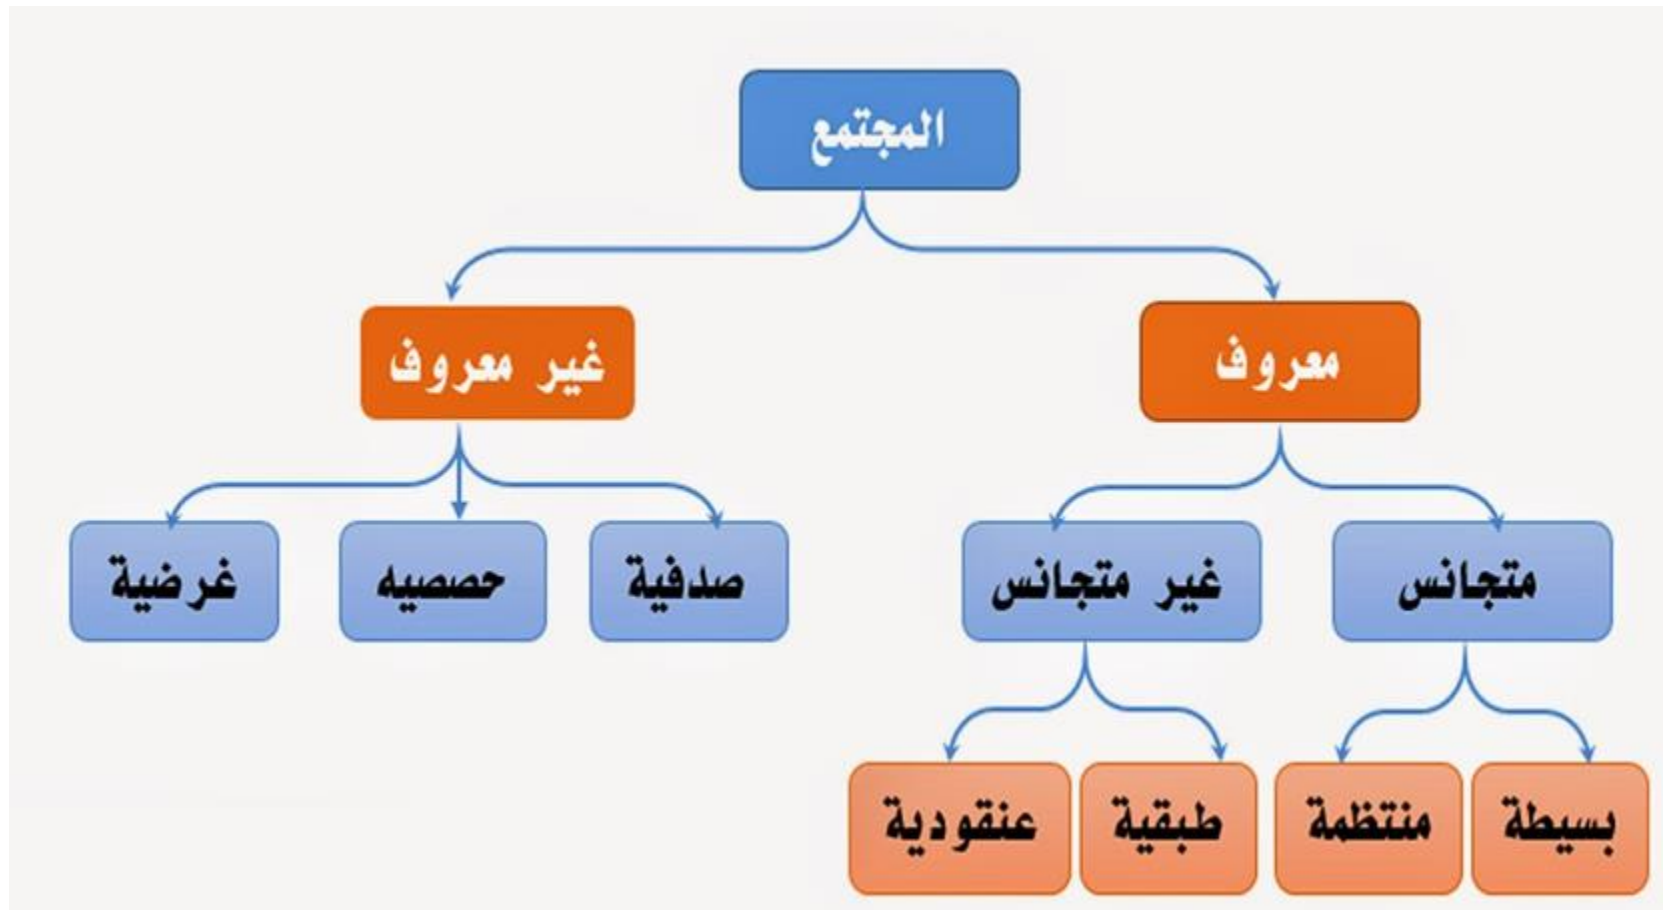 المجتمع
معروف
غير معروف
متجانس
غير متجانس
صدفية
حصصيه
غرضية
بسيطة
منتظمة
طبقية
عنقودية